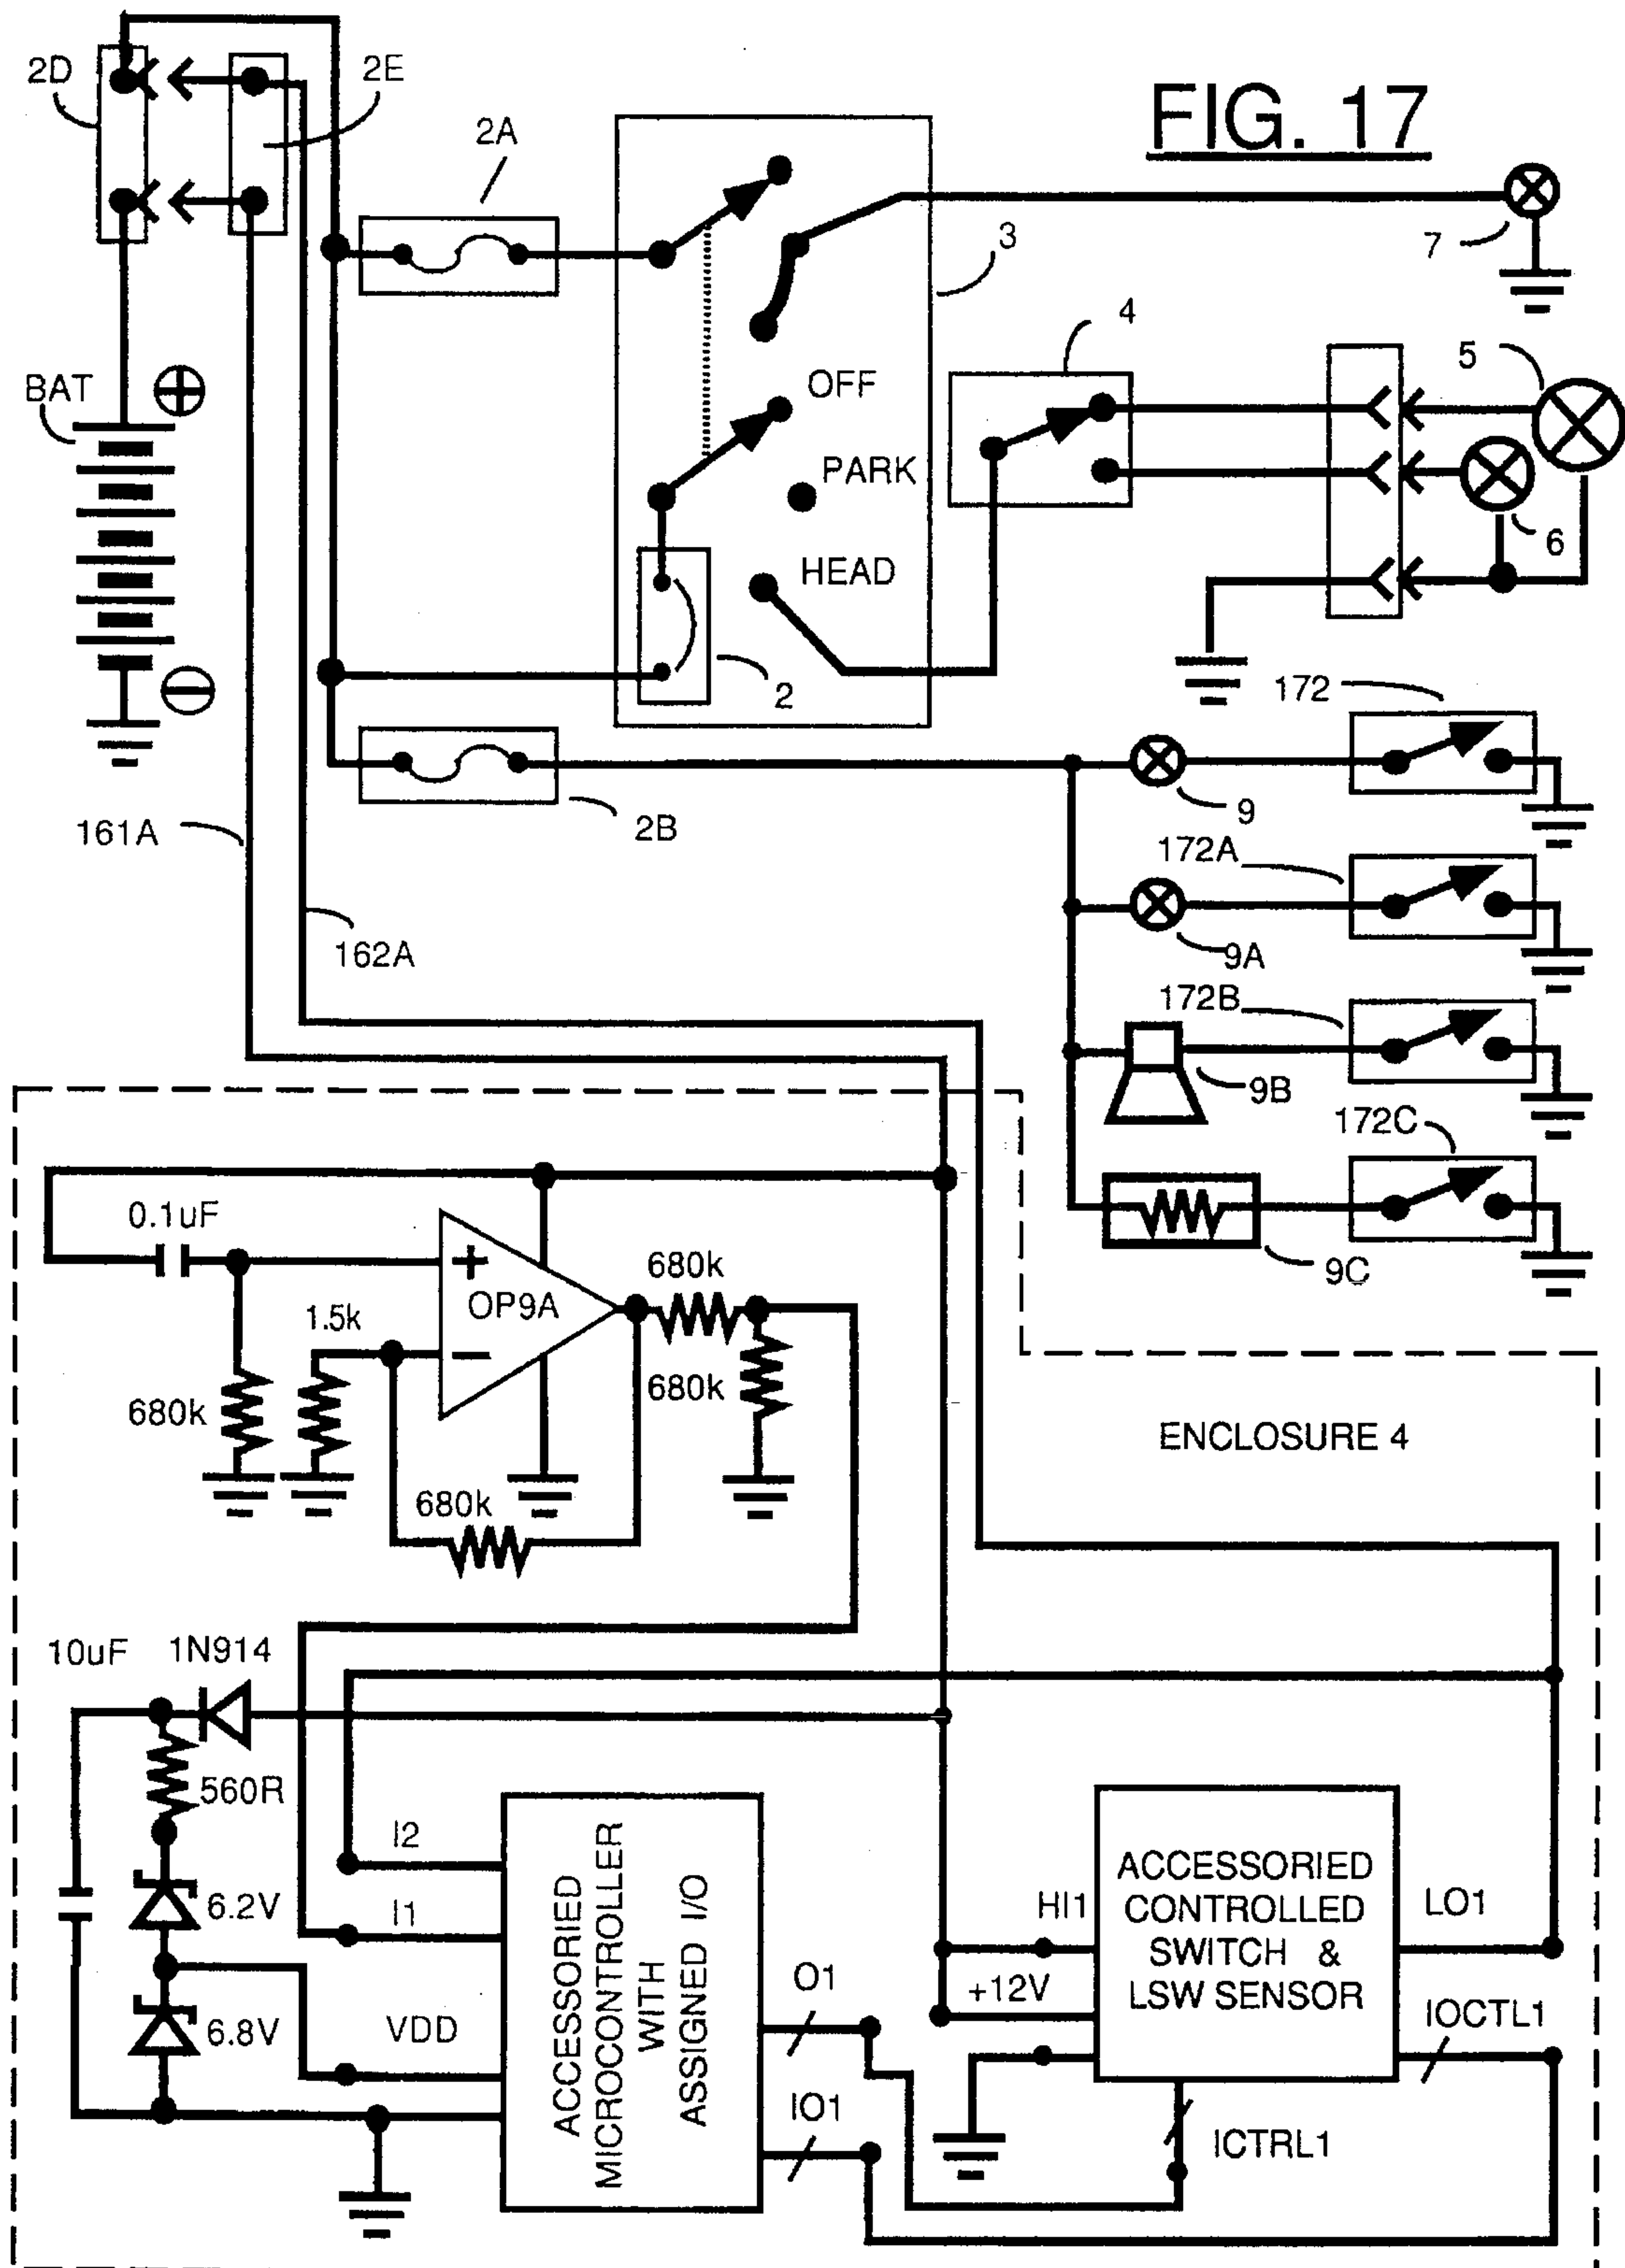 FIG. 17
2D
2E
2A
3
7
4
5
BAT
+
OFF
PARK
6
HEAD
−
2
172
161A
2B
9
172A
162A
9A
172B
9B
172C
9C
0.1uF
+
OP9A
680k
1.5k
−
680k
680k
680k
ENCLOSURE 4
10uF
1N914
560R
I2
6.2V
I1
VDD
6.8V
ACCESSORIED
MICROCONTROLLER
WITH
ASSIGNED I/O
O1
IO1
HI1
+12V
ACCESSORIED
CONTROLLED
SWITCH &
LSW SENSOR
LO1
IOCTL1
ICTRL1